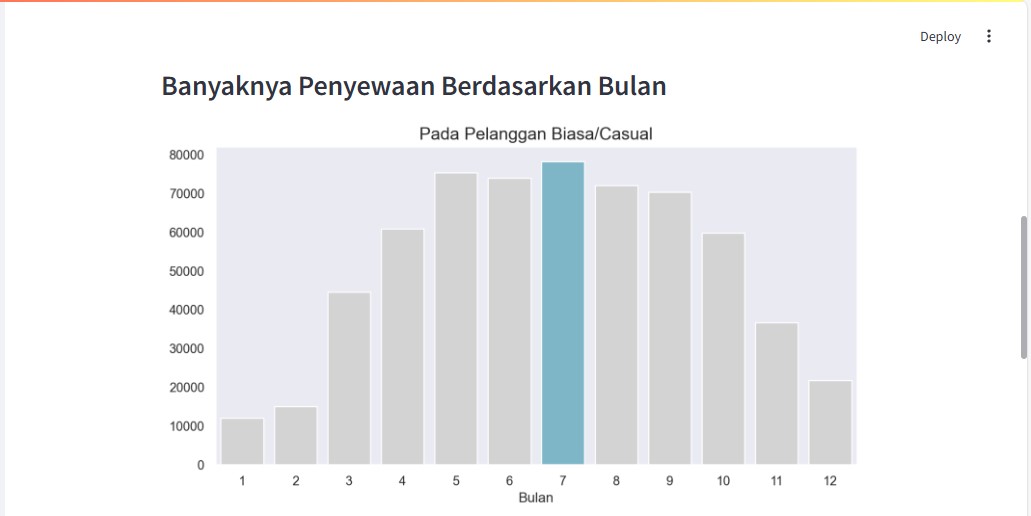 Deploy
Banyaknya Penyewaan Berdasarkan Bulan
Pada Pelanggan Biasa/Casual
80000
70000
60000
50000
40000
30000
20000
10000
0
1 2 3 4 5 6 7 8 9 10 11 12
Bulan